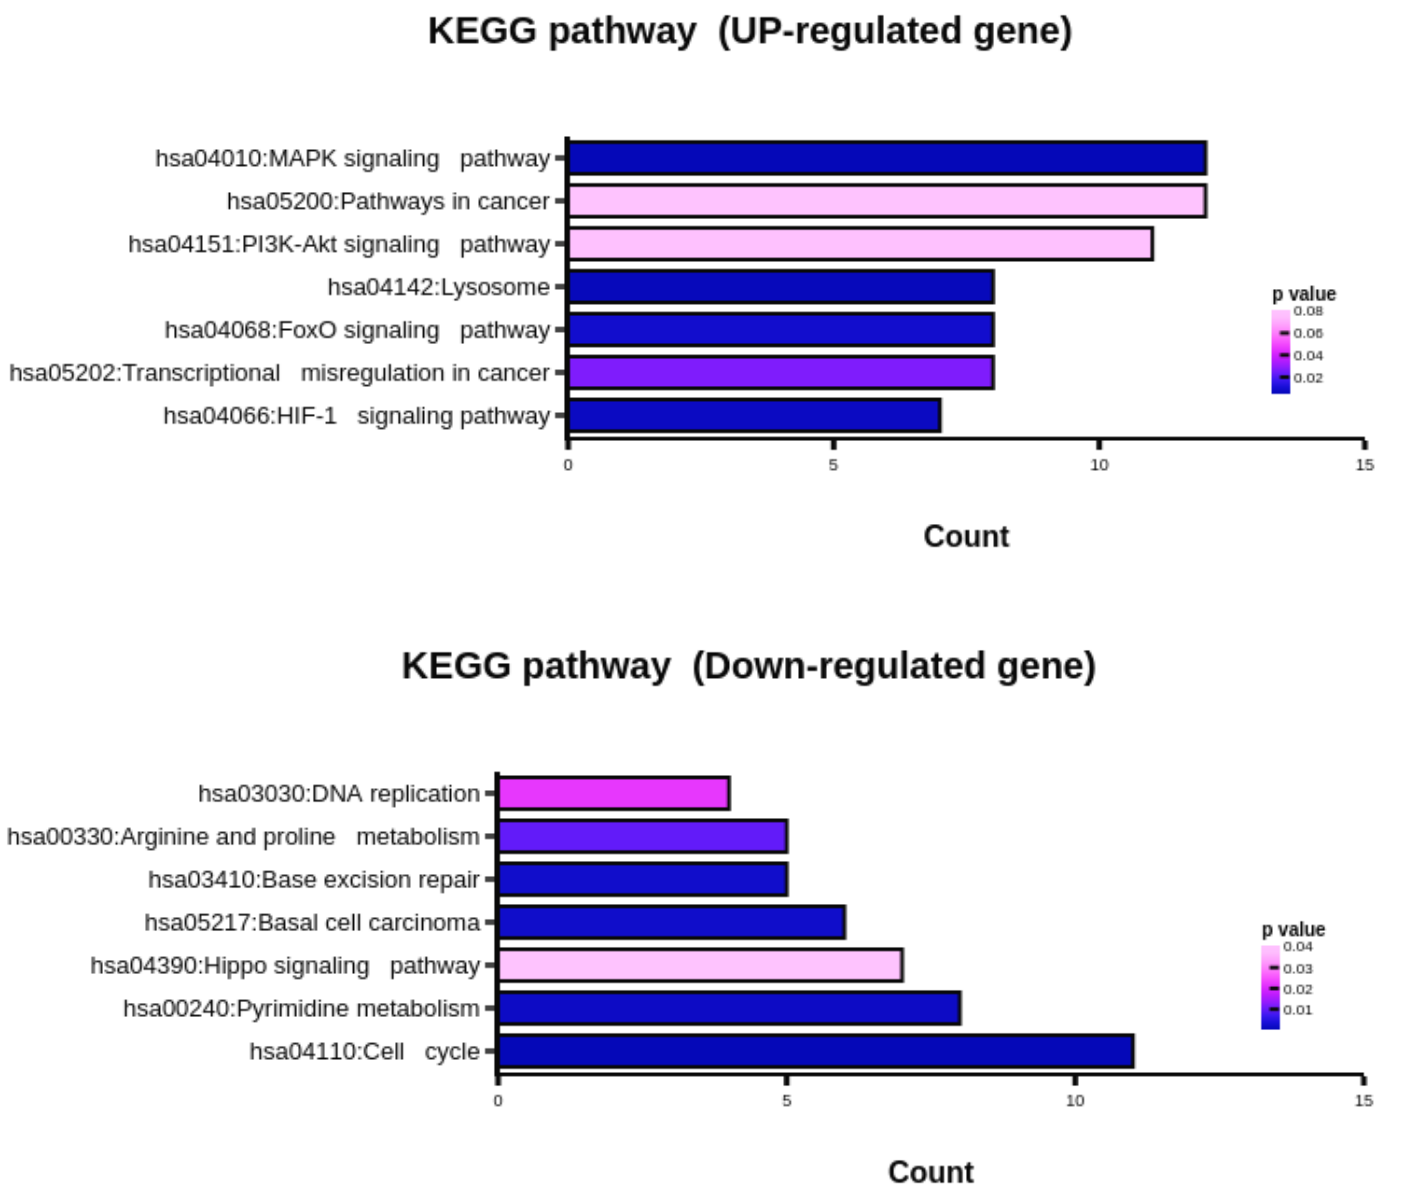 KEGG pathway (UP-regulated gene)
hsa04010:MAPK signaling pathway
hsa05200:Pathways in cancer
hsa04151:PI3K-Akt signaling pathway
hsa04142:Lysosome
hsa04068:FoxO signaling pathway
hsa05202:Transcriptional misregulation in cancer
hsa04066:HIF-1 signaling pathway
p value
0.08
0.06
0.04
0.02
0 5 10 15
Count
KEGG pathway (Down-regulated gene)
hsa03030:DNA replication
hsa00330:Arginine and proline metabolism
hsa03410:Base excision repair
hsa05217:Basal cell carcinoma
hsa04390:Hippo signaling pathway
hsa00240:Pyrimidine metabolism
hsa04110:Cell cycle
p value
0.04
0.03
0.02
0.01
0 5 10 15
Count